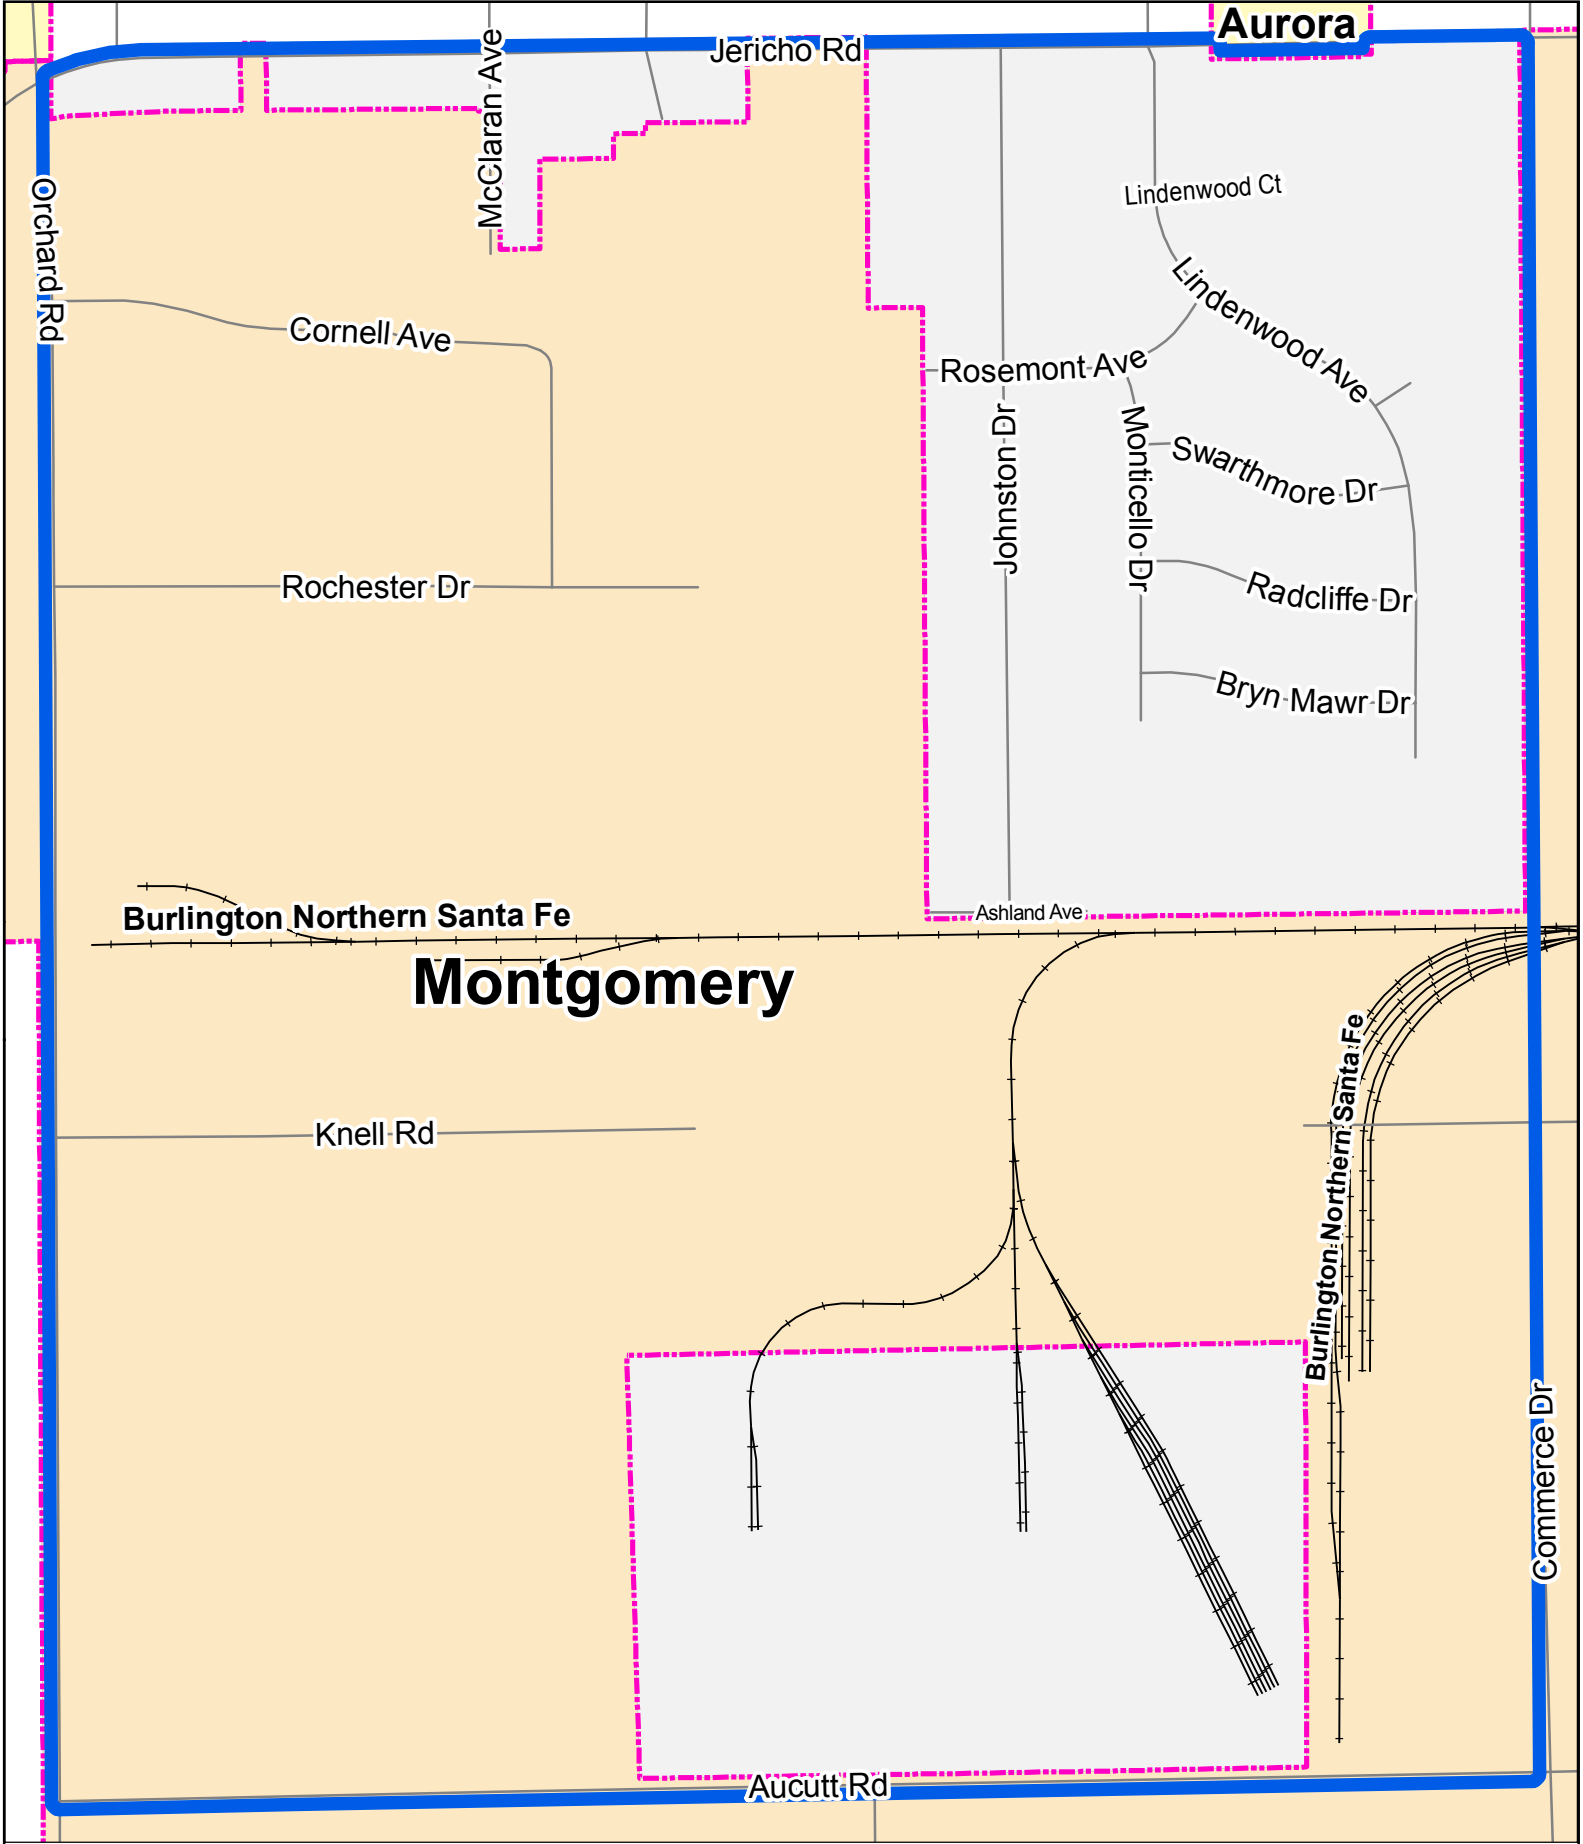 Aurora
Jericho Rd
McClaran Ave
Orchard Rd
Lindenwood Ct
Lindenwood Ave
Cornell Ave
Rosemont Ave
Johnston Dr
Monticello Dr
Swarthmore Dr
Rochester Dr
Radcliffe Dr
Bryn Mawr Dr
Burlington Northern Santa Fe
Ashland Ave
Montgomery
Burlington Northern Santa Fe
Knell Rd
Commerce Dr
Aucutt Rd